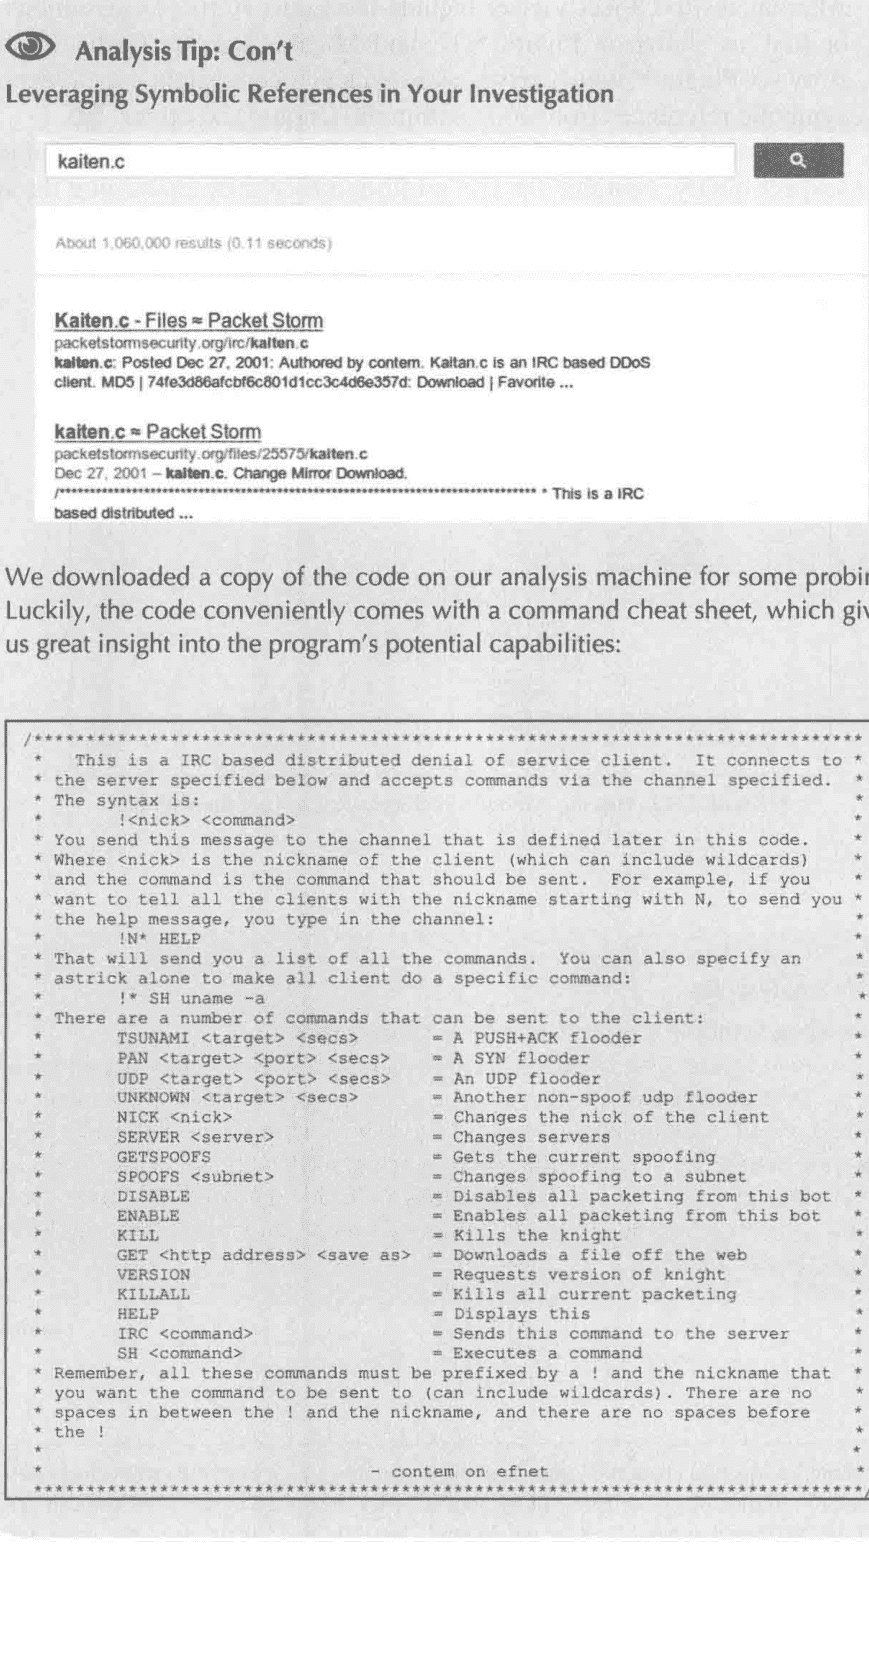 Analysis Tip: Con't
Leveraging Symbolic References in Your Investigation
kaiten.c
About 1,060,000 results (0.11 seconds)
Kaiten.c - Files ≈ Packet Storm
packetstormsecurity.org/irc/kaiten.c
kaiten.c: Posted Dec 27, 2001: Authored by contem. Kaitan.c is an IRC based DDoS
client. MD5 | 74fe3d86afcbf6c801d1cc3c4d6e357d: Download | Favorite ...
kaiten.c ≈ Packet Storm
packetstormsecurity.org/files/25575/kaiten.c
Dec 27, 2001 – kaiten.c. Change Mirror Download.
/****************************************************************************** * This is a IRC
based distributed ...
We downloaded a copy of the code on our analysis machine for some probin
Luckily, the code conveniently comes with a command cheat sheet, which giv
us great insight into the program's potential capabilities:
/*******************************************************************************
*   This is a IRC based distributed denial of service client.  It connects to *
* the server specified below and accepts commands via the channel specified.  *
* The syntax is:                                                              *
*       !<nick> <command>                                                     *
* You send this message to the channel that is defined later in this code.    *
* Where <nick> is the nickname of the client (which can include wildcards)    *
* and the command is the command that should be sent.  For example, if you    *
* want to tell all the clients with the nickname starting with N, to send you *
* the help message, you type in the channel:                                  *
*       !N* HELP                                                              *
* That will send you a list of all the commands.  You can also specify an     *
* astrick alone to make all client do a specific command:                     *
*       !* SH uname -a                                                        *
* There are a number of commands that can be sent to the client:              *
*       TSUNAMI <target> <secs>       = A PUSH+ACK flooder                    *
*       PAN <target> <port> <secs>    = A SYN flooder                         *
*       UDP <target> <port> <secs>    = An UDP flooder                        *
*       UNKNOWN <target> <secs>       = Another non-spoof udp flooder         *
*       NICK <nick>                   = Changes the nick of the client        *
*       SERVER <server>               = Changes servers                       *
*       GETSPOOFS                     = Gets the current spoofing             *
*       SPOOFS <subnet>               = Changes spoofing to a subnet          *
*       DISABLE                       = Disables all packeting from this bot  *
*       ENABLE                        = Enables all packeting from this bot   *
*       KILL                          = Kills the knight                      *
*       GET <http address> <save as>  = Downloads a file off the web          *
*       VERSION                       = Requests version of knight            *
*       KILLALL                       = Kills all current packeting           *
*       HELP                          = Displays this                         *
*       IRC <command>                 = Sends this command to the server      *
*       SH <command>                  = Executes a command                    *
* Remember, all these commands must be prefixed by a ! and the nickname that  *
* you want the command to be sent to (can include wildcards). There are no    *
* spaces in between the ! and the nickname, and there are no spaces before    *
* the !                                                                       *
*                                                                             *
*                               - contem on efnet                             *
*******************************************************************************/